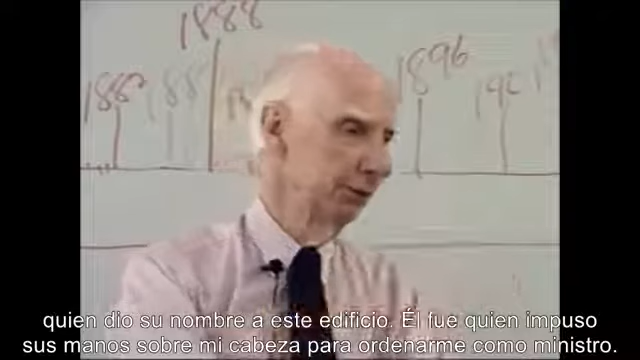 1888
1896
188
quien dio su nombre a este edificio. Él fue quien impuso
sus manos sobre mi cabeza para ordenarme como ministro.